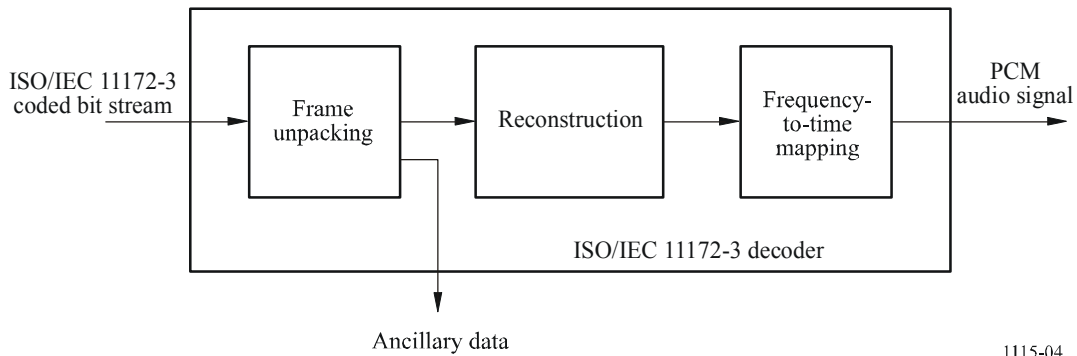 ISO/IEC 11172-3
coded bit stream
Frame
unpacking
Reconstruction
Frequency-
to-time
mapping
PCM
audio signal
ISO/IEC 11172-3 decoder
Ancillary data
1115-04